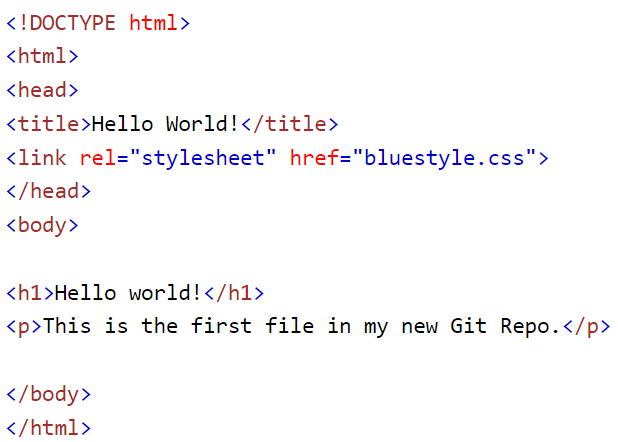 <!DOCTYPE html>
<html>
<head>
<title>Hello World!</title>
<link rel="stylesheet" href="bluestyle.css">
</head>
<body>
<h1>Hello world!</h1>
<p>This is the first file in my new Git Repo.</p>
</body>
</html>